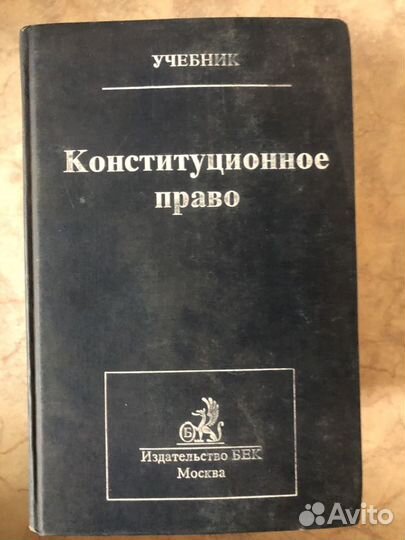 УЧЕБНИК
Конституционное
право
Б
Издательство БЕК
Москва
Avito